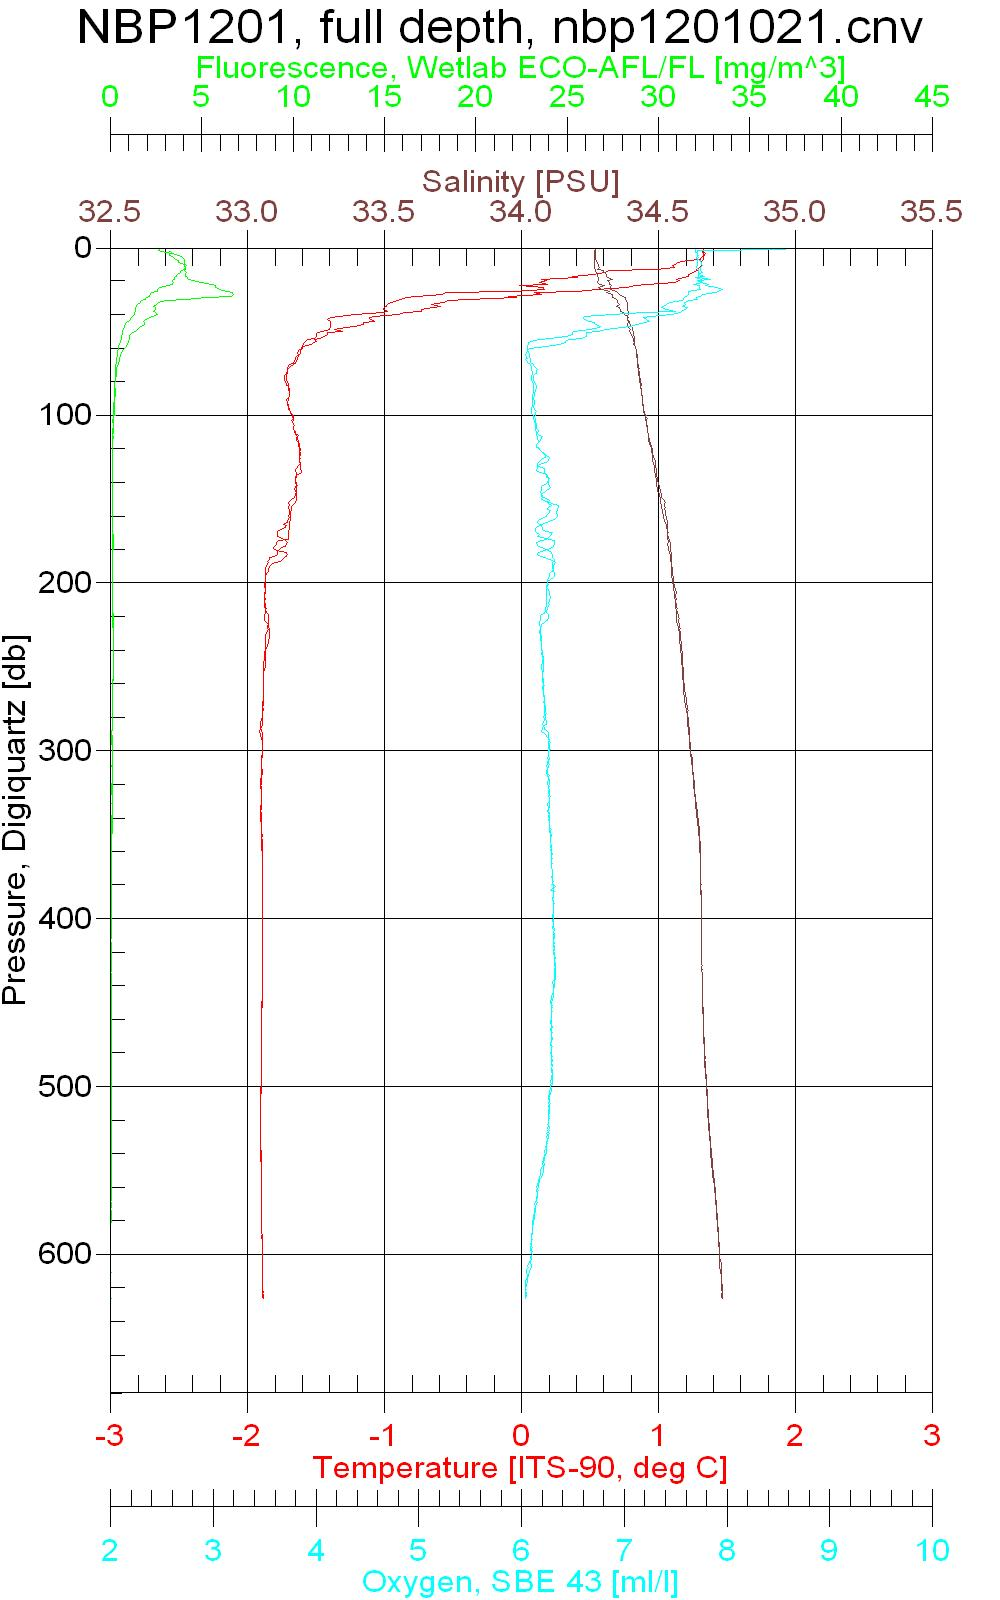 NBP1201, full depth, nbp1201021.cnv
Fluorescence, Wetlab ECO-AFL/FL [mg/m^3]
0 5 10 15 20 25 30 35 40 45
Salinity [PSU]
32.5 33.0 33.5 34.0 34.5 35.0 35.5
0
100
200
300
400
500
600
Pressure, Digiquartz [db]
-3 -2 -1 0 1 2 3
Temperature [ITS-90, deg C]
2 3 4 5 6 7 8 9 10
Oxygen, SBE 43 [ml/l]